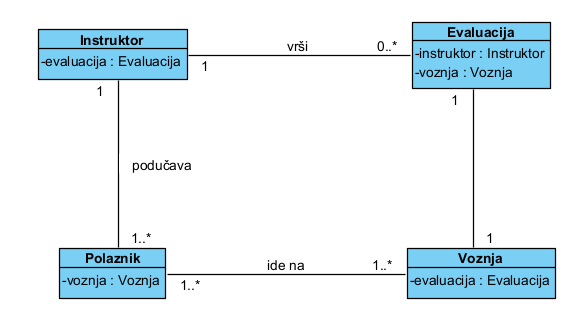 Instruktor
-evaluacija : Evaluacija
vrši
1
0..*
Evaluacija
-instruktor : Instruktor
-voznja : Voznja
1
1
podučava
1..*
1
Polaznik
-voznja : Voznja
ide na
1..*
1..*
Voznja
-evaluacija : Evaluacija